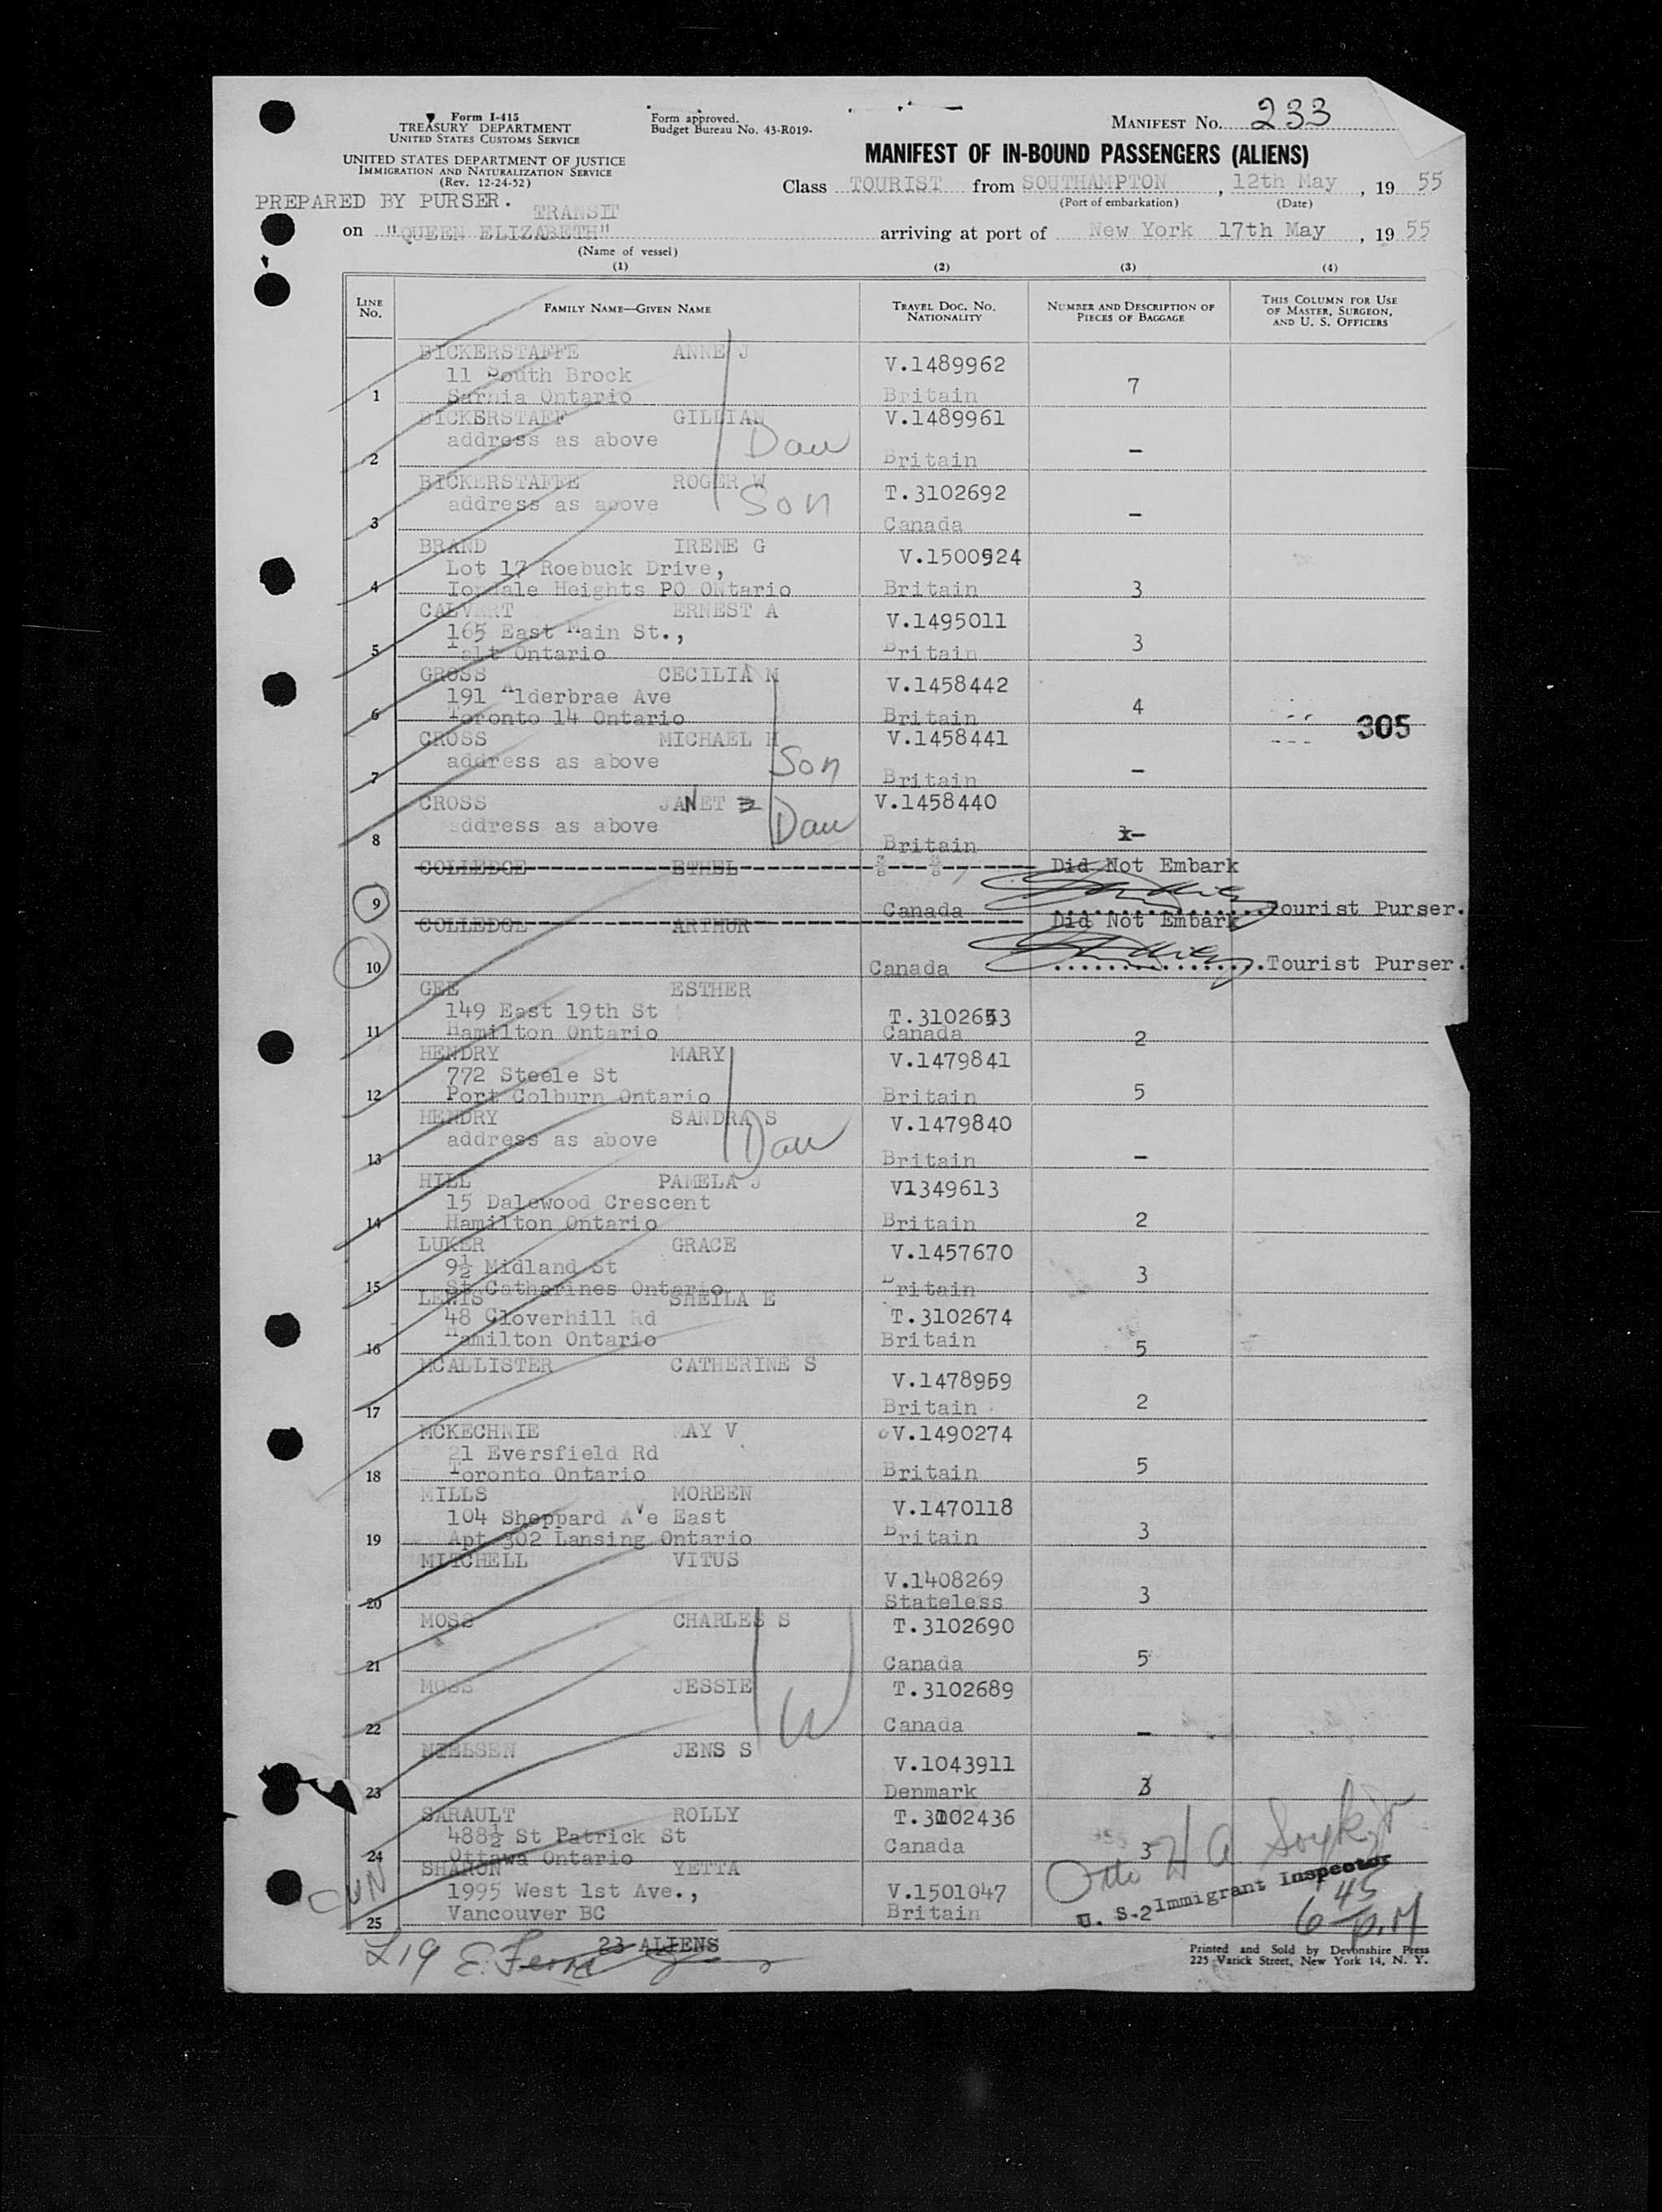 Form I-415
TREASURY DEPARTMENT
UNITED STATES CUSTOMS SERVICE
UNITED STATES DEPARTMENT OF JUSTICE
IMMIGRATION AND NATURALIZATION SERVICE
(Rev. 12-24-52)
Form approved.
Budget Bureau No. 43-R019-
MANIFEST No. 233
MANIFEST OF IN-BOUND PASSENGERS (ALIENS)
Class TOURIST from SOUTHAMPTON, 12th May, 19 55
(Port of embarkation) (Date)
PREPARED BY PURSER.
TRANSIT
on "QUEEN ELIZABETH" arriving at port of New York 17th May, 19 55
(Name of vessel)
(1) (2) (3) (4)
LINE No. FAMILY NAME—GIVEN NAME TRAVEL DOC. NO. NATIONALITY NUMBER AND DESCRIPTION OF PIECES OF BAGGAGE THIS COLUMN FOR USE OF MASTER, SURGEON, AND U. S. OFFICERS
BICKERSTAFFE ANNE J V.1489962
11 South Brock 7
1 Sarnia Ontario Britain
BICKERSTAFF GILLIAN V.1489961
address as above Dau
2 Britain –
BICKERSTAFFE ROGER W T.3102692
address as above Son
3 Canada –
BRAND IRENE G V.1500924
Lot 17 Roebuck Drive,
4 Heights PO ONtario Britain 3
CALVERT ERNEST A V.1495011
165 East Main St.,
5 Ontario Britain 3
GROSS CECILIA M V.1458442
191 Alderbrae Ave 4
6 Toronto 14 Ontario Britain
305
CROSS MICHAEL H V.1458441
address as above Son
7 Britain –
CROSS JANET V.1458440
address as above Dau
8 Britain –
COLLEDGE ETHEL Did Not Embark
9 Canada Tourist Purser.
COLLEDGE ARTHUR Did Not Embark
10 Canada Tourist Purser.
GEE ESTHER
149 East 19th St T.3102653
11 Hamilton Ontario Canada 2
HENDRY MARY V.1479841
772 Steele St
12 Port Colburn Ontario Britain 5
HENDRY SANDRA S V.1479840
address as above Dau
13 Britain –
HILL PAMELA J V1349613
15 Dalewood Crescent
14 Hamilton Ontario Britain 2
LUKER GRACE V.1457670
9½ Midland St
15 St Catharines Ontario Britain 3
LEWIS SHEILA E
48 Cloverhill Rd T.3102674
16 Hamilton Ontario Britain 5
MCALLISTER CATHERINE S V.1478959
17 Britain 2
MCKECHNIE MAY V V.1490274
21 Eversfield Rd
18 Toronto Ontario Britain 5
MILLS MOREEN V.1470118
104 Sheppard Ave East
19 Apt 302 Lansing Ontario Britain 3
MITCHELL VITUS V.1408269
20 Stateless 3
MOSS CHARLES S T.3102690
21 Canada 5
MOSS JESSIE T.3102689
W
22 Canada –
NIELSEN JENS S V.1043911
23 Denmark 3
SARAULT ROLLY T.3102436
488½ St Patrick St Canada
24 Ottawa Ontario 3
SHARON YETTA
1995 West 1st Ave., V.1501047
25 Vancouver BC Britain 2
U. S. Immigrant Inspector
6 45 P.M
23 ALIENS
L19
Printed and Sold by Devonshire Press
225 Varick Street, New York 14, N. Y.